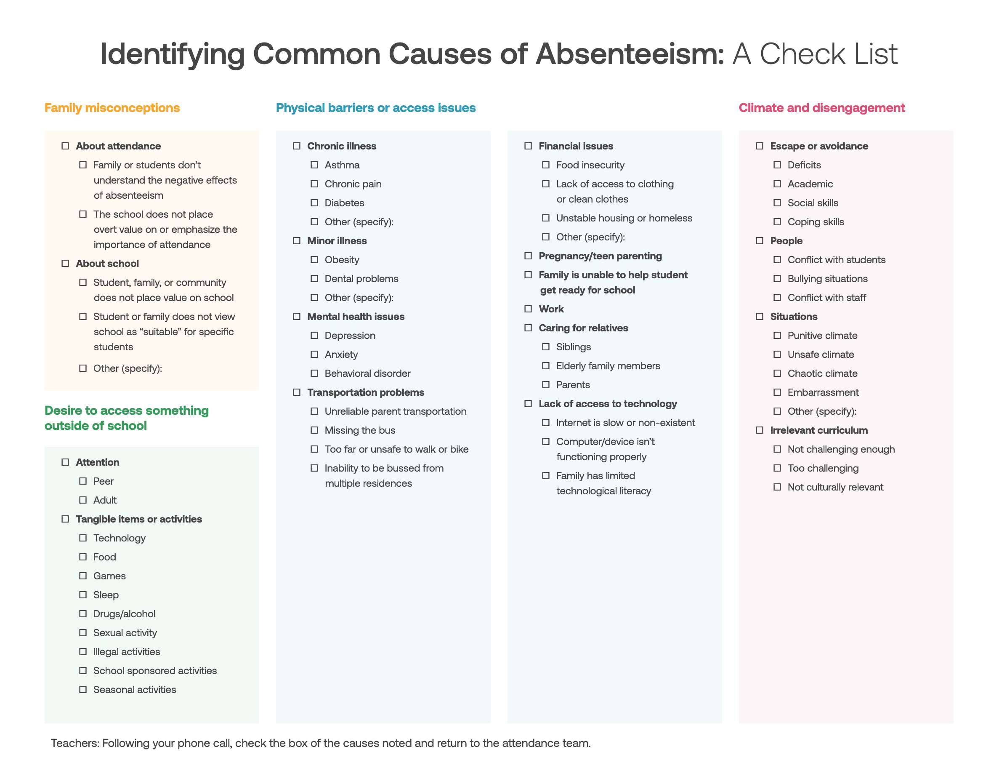 Identifying Common Causes of Absenteeism: A Check List
Family misconceptions
☐ About attendance
☐ Family or students don’t
understand the negative effects
of absenteeism
☐ The school does not place
overt value on or emphasize the
importance of attendance
☐ About school
☐ Student, family, or community
does not place value on school
☐ Student or family does not view
school as “suitable” for specific
students
☐ Other (specify):
Desire to access something
outside of school
☐ Attention
☐ Peer
☐ Adult
☐ Tangible items or activities
☐ Technology
☐ Food
☐ Games
☐ Sleep
☐ Drugs/alcohol
☐ Sexual activity
☐ Illegal activities
☐ School sponsored activities
☐ Seasonal activities
Physical barriers or access issues
☐ Chronic illness
☐ Asthma
☐ Chronic pain
☐ Diabetes
☐ Other (specify):
☐ Minor illness
☐ Obesity
☐ Dental problems
☐ Other (specify):
☐ Mental health issues
☐ Depression
☐ Anxiety
☐ Behavioral disorder
☐ Transportation problems
☐ Unreliable parent transportation
☐ Missing the bus
☐ Too far or unsafe to walk or bike
☐ Inability to be bussed from
multiple residences
☐ Financial issues
☐ Food insecurity
☐ Lack of access to clothing
or clean clothes
☐ Unstable housing or homeless
☐ Other (specify):
☐ Pregnancy/teen parenting
☐ Family is unable to help student
get ready for school
☐ Work
☐ Caring for relatives
☐ Siblings
☐ Elderly family members
☐ Parents
☐ Lack of access to technology
☐ Internet is slow or non-existent
☐ Computer/device isn’t
functioning properly
☐ Family has limited
technological literacy
Climate and disengagement
☐ Escape or avoidance
☐ Deficits
☐ Academic
☐ Social skills
☐ Coping skills
☐ People
☐ Conflict with students
☐ Bullying situations
☐ Conflict with staff
☐ Situations
☐ Punitive climate
☐ Unsafe climate
☐ Chaotic climate
☐ Embarrassment
☐ Other (specify):
☐ Irrelevant curriculum
☐ Not challenging enough
☐ Too challenging
☐ Not culturally relevant
Teachers: Following your phone call, check the box of the causes noted and return to the attendance team.